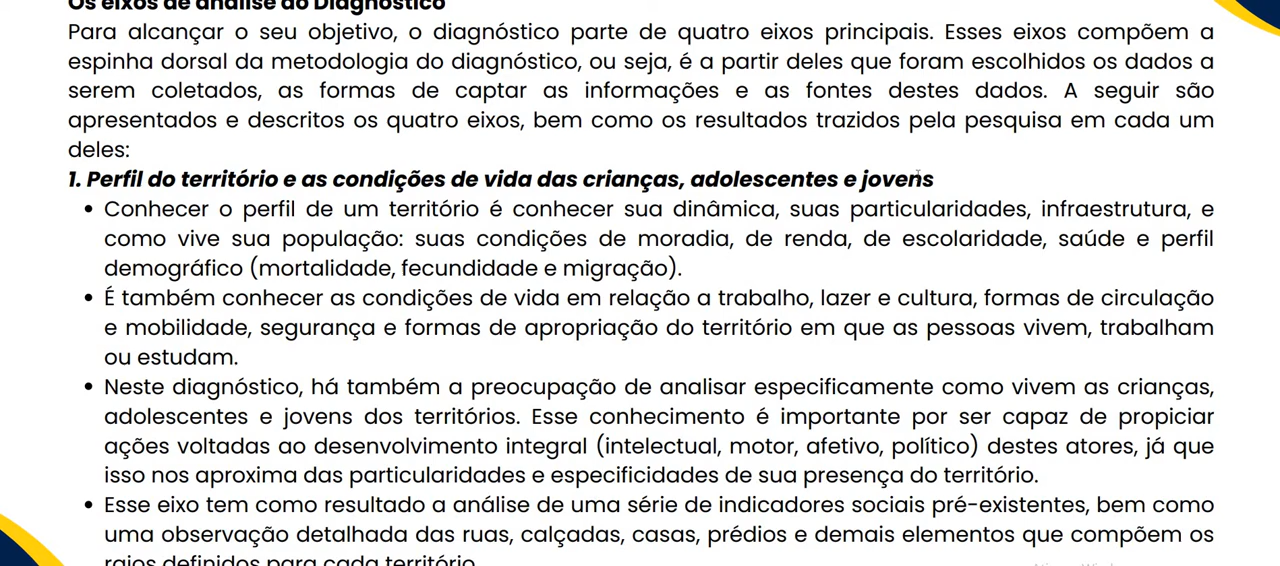 Os eixos de análise do Diagnóstico
Para alcançar o seu objetivo, o diagnóstico parte de quatro eixos principais. Esses eixos compõem a
espinha dorsal da metodologia do diagnóstico, ou seja, é a partir deles que foram escolhidos os dados a
serem coletados, as formas de captar as informações e as fontes destes dados. A seguir são
apresentados e descritos os quatro eixos, bem como os resultados trazidos pela pesquisa em cada um
deles:
1. Perfil do território e as condições de vida das crianças, adolescentes e jovens
• Conhecer o perfil de um território é conhecer sua dinâmica, suas particularidades, infraestrutura, e
como vive sua população: suas condições de moradia, de renda, de escolaridade, saúde e perfil
demográfico (mortalidade, fecundidade e migração).
• É também conhecer as condições de vida em relação a trabalho, lazer e cultura, formas de circulação
e mobilidade, segurança e formas de apropriação do território em que as pessoas vivem, trabalham
ou estudam.
• Neste diagnóstico, há também a preocupação de analisar especificamente como vivem as crianças,
adolescentes e jovens dos territórios. Esse conhecimento é importante por ser capaz de propiciar
ações voltadas ao desenvolvimento integral (intelectual, motor, afetivo, político) destes atores, já que
isso nos aproxima das particularidades e especificidades de sua presença do território.
• Esse eixo tem como resultado a análise de uma série de indicadores sociais pré-existentes, bem como
uma observação detalhada das ruas, calçadas, casas, prédios e demais elementos que compõem os
raios definidos para cada território.